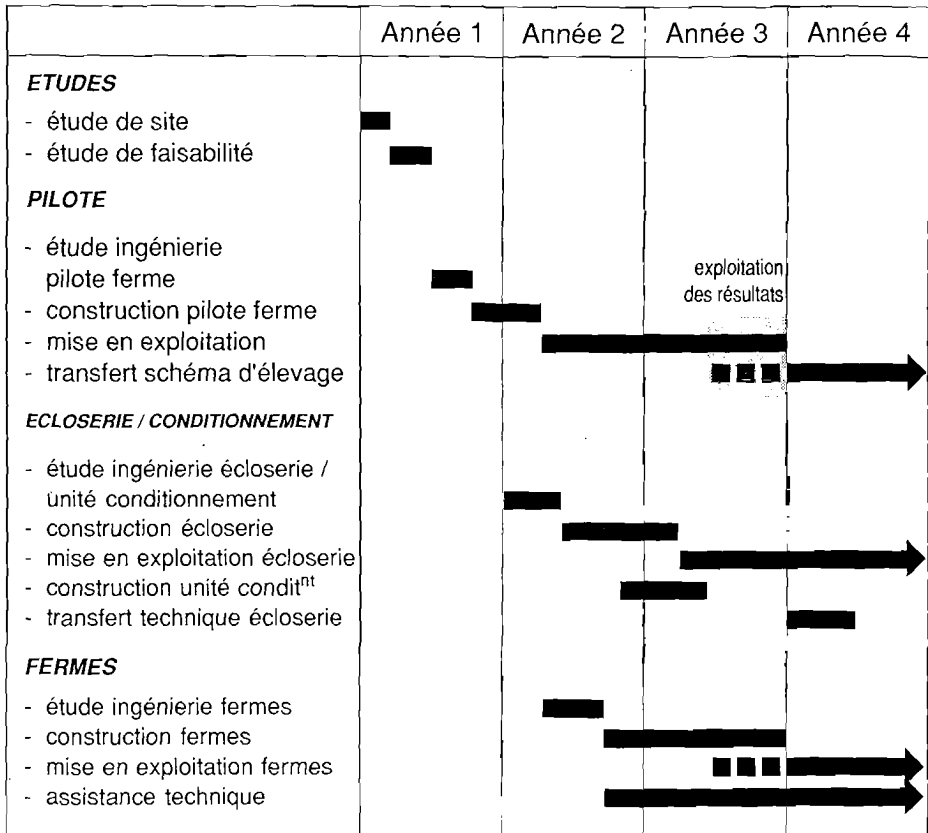 Année 1 Année 2 Année 3 Année 4
ETUDES
- étude de site
- étude de faisabilité
PILOTE
- étude ingénierie
pilote ferme
exploitation
des résultats
- construction pilote ferme
- mise en exploitation
- transfert schéma d'élevage
ECLOSERIE / CONDITIONNEMENT
- étude ingénierie écloserie /
unité conditionnement
- construction écloserie
- mise en exploitation écloserie
- construction unité condit^nt
- transfert technique écloserie
FERMES
- étude ingénierie fermes
- construction fermes
- mise en exploitation fermes
- assistance technique